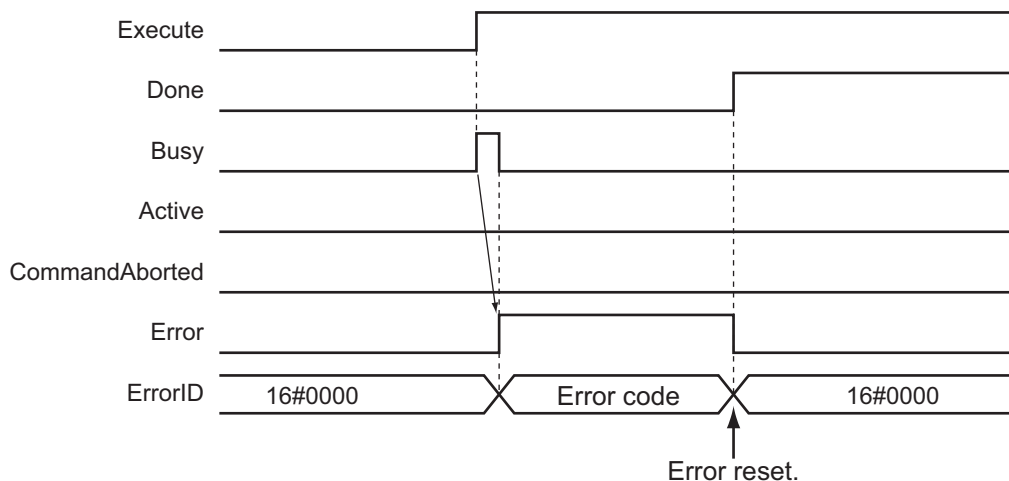 Execute
Done
Busy
Active
CommandAborted
Error
ErrorID 16#0000 Error code 16#0000
Error reset.